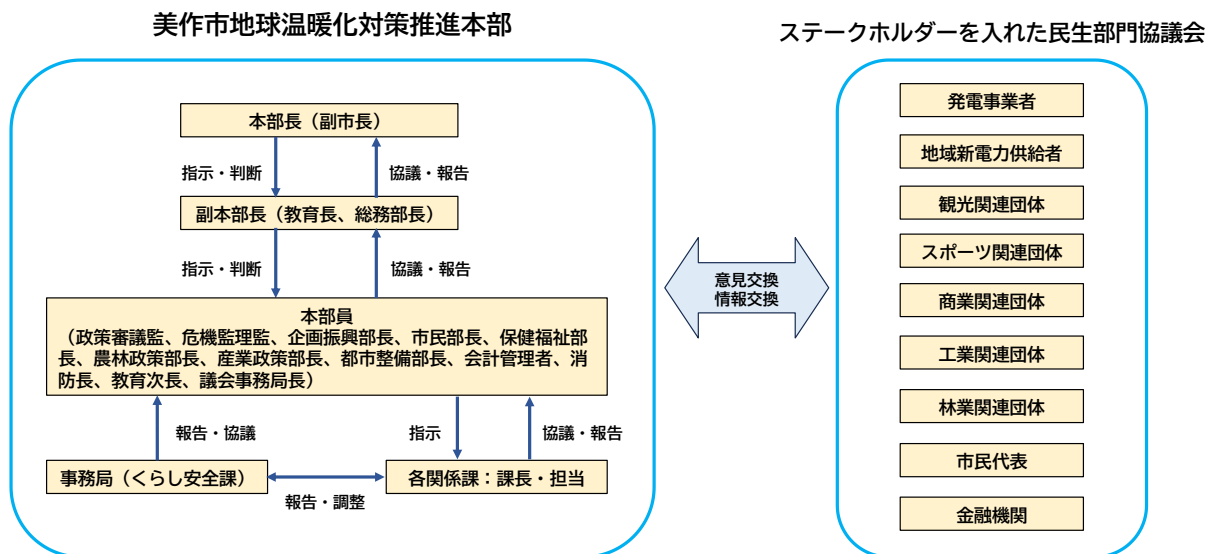 美作市地球温暖化対策推進本部
本部長（副市長）
指示・判断
協議・報告
副本部長（教育長、総務部長）
指示・判断
協議・報告
本部員
（政策審議監、危機監理監、企画振興部長、市民部長、保健福祉部
長、農林政策部長、産業政策部長、都市整備部長、会計管理者、消
防長、教育次長、議会事務局長）
報告・協議
指示
協議・報告
事務局（くらし安全課）
各関係課：課長・担当
報告・調整
意見交換
情報交換
ステークホルダーを入れた民生部門協議会
発電事業者
地域新電力供給者
観光関連団体
スポーツ関連団体
商業関連団体
工業関連団体
林業関連団体
市民代表
金融機関